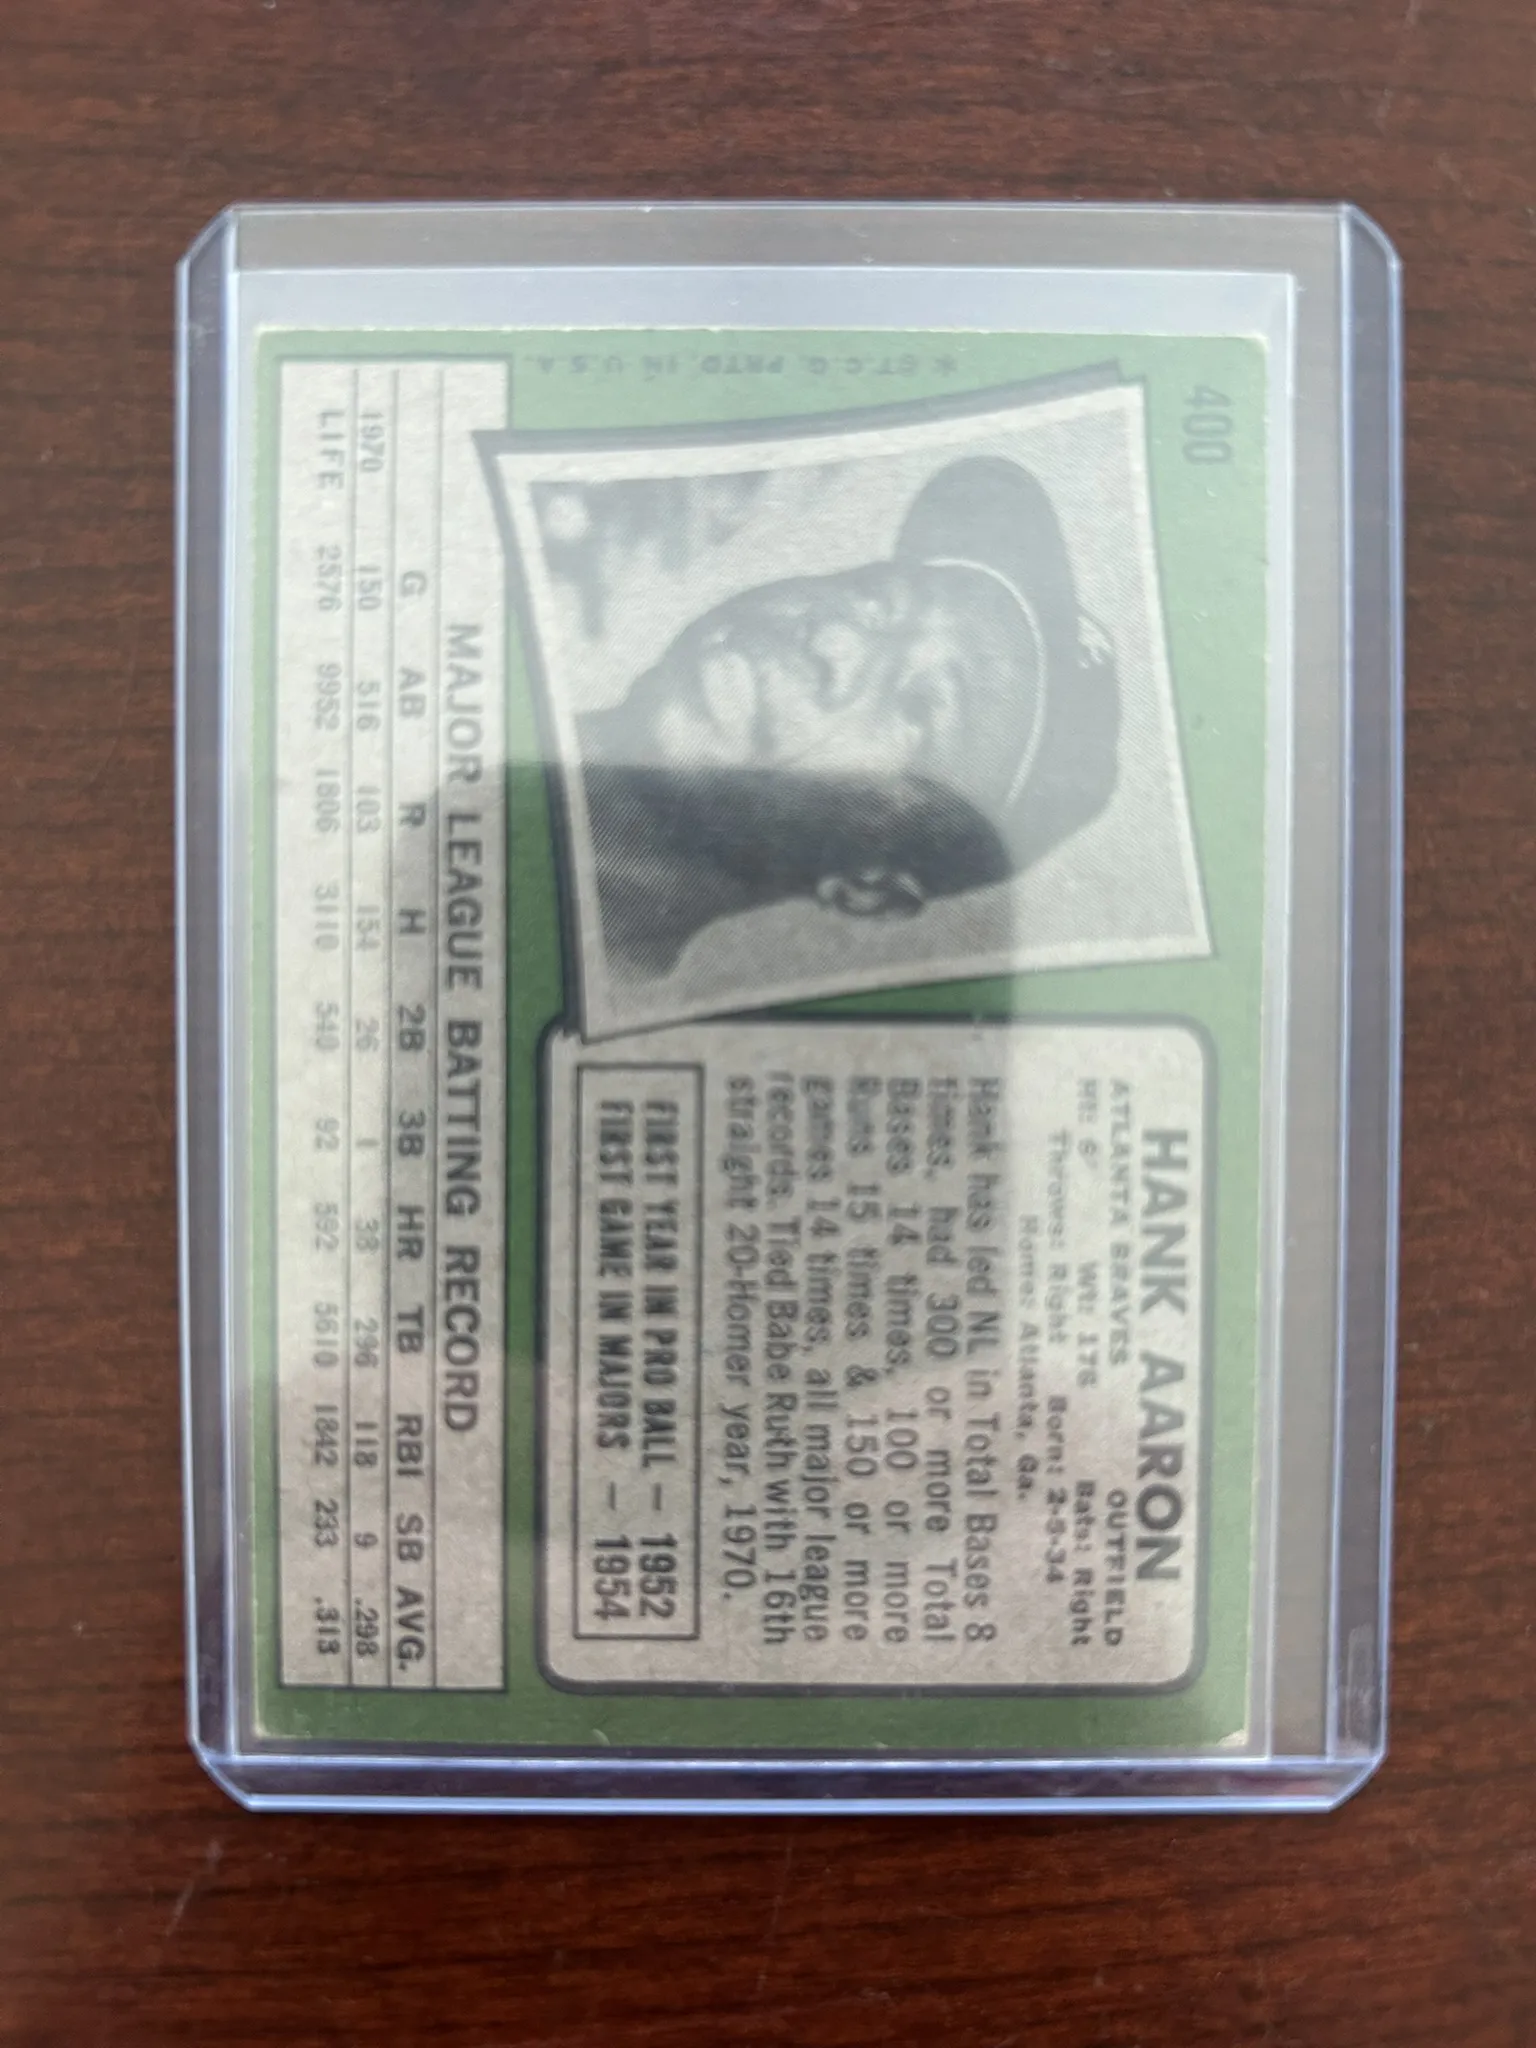 400
HANK AARON
ATLANTA BRAVES OUTFIELD
Ht: 6' Wt: 175 Bats: Right
Throws: Right Born: 2-5-34
Home: Atlanta, Ga.
Hank has led NL in Total Bases 8
times, had 300 or more Total
Bases 14 times, 100 or more
Runs 15 times & 150 or more
games 14 times, all major league
records. Tied Babe Ruth with 16th
straight 20-Homer year, 1970.
FIRST YEAR IN PRO BALL — 1952
FIRST GAME IN MAJORS — 1954
* ©T.C.G. PRTD. IN U.S.A.
MAJOR LEAGUE BATTING RECORD
G AB R H 2B 3B HR TB RBI SB AVG.
1970 150 516 103 154 26 1 38 296 118 9 .298
LIFE 2576 9952 1806 3110 540 92 592 5610 1842 233 .313